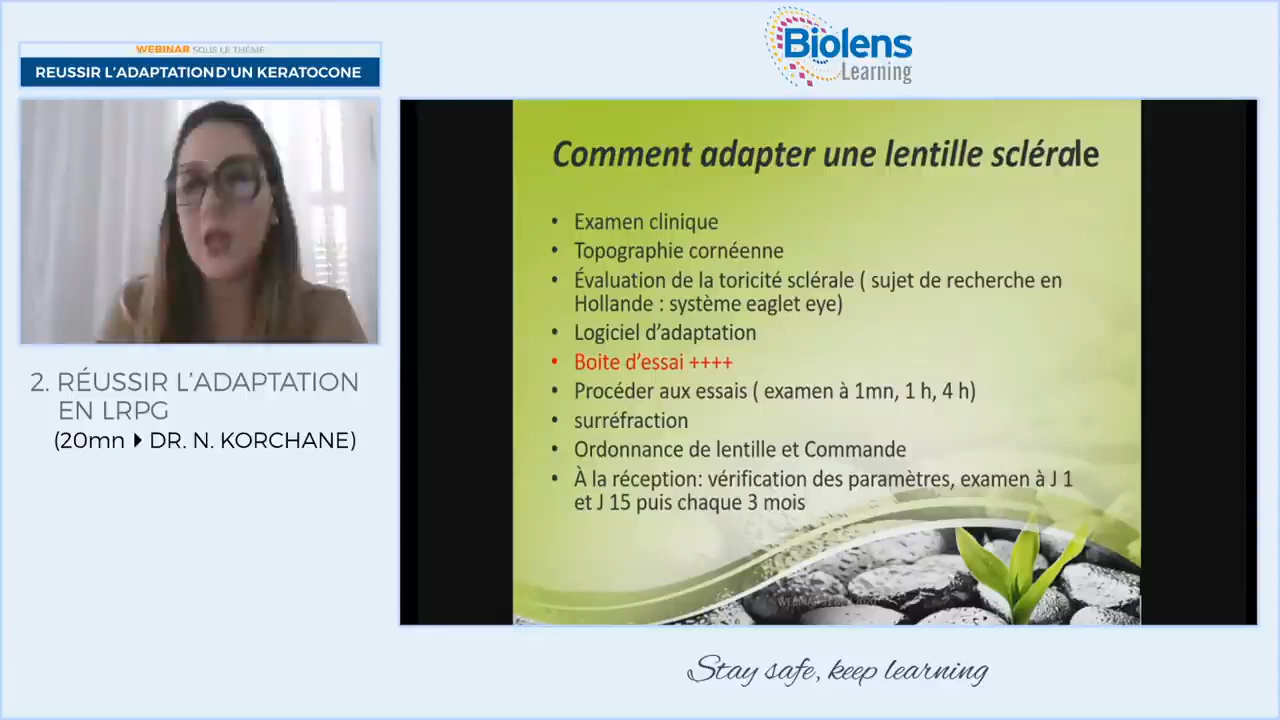 Biolens
Learning
WEBINAR SOUS LE THÈME
REUSSIR L'ADAPTATION D'UN KERATOCONE
2. RÉUSSIR L'ADAPTATION
EN LRPG
(20mn DR. N. KORCHANE)
Comment adapter une lentille sclérale
• Examen clinique
• Topographie cornéenne
• Évaluation de la toricité sclérale ( sujet de recherche en
Hollande : système eaglet eye)
• Logiciel d'adaptation
• Boite d'essai ++++
• Procéder aux essais ( examen à 1mn, 1 h, 4 h)
• surréfraction
• Ordonnance de lentille et Commande
• À la réception: vérification des paramètres, examen à J 1
et J 15 puis chaque 3 mois
WEBINAR
Stay safe, keep learning